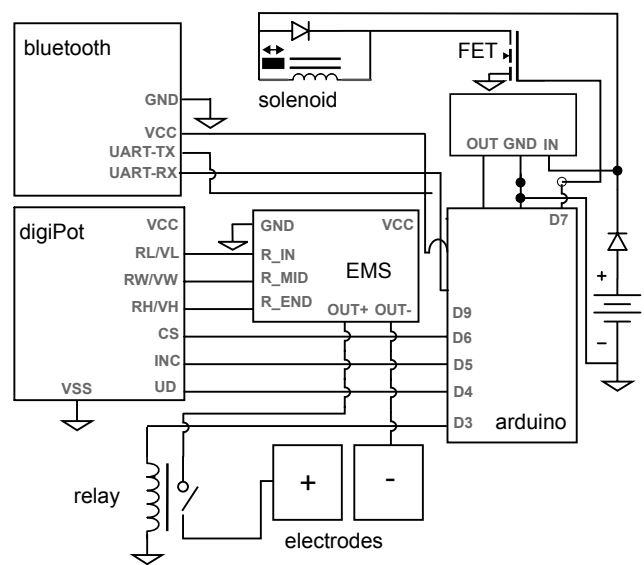 bluetooth
GND
VCC
UART-TX
UART-RX
solenoid
FET
OUT GND IN
D7
digiPot
VCC
RL/VL
RW/VW
RH/VH
CS
INC
UD
VSS
GND
VCC
R_IN
EMS
R_MID
R_END
OUT+ OUT-
D9
D6
D5
D4
D3
arduino
+
-
relay
+
-
electrodes